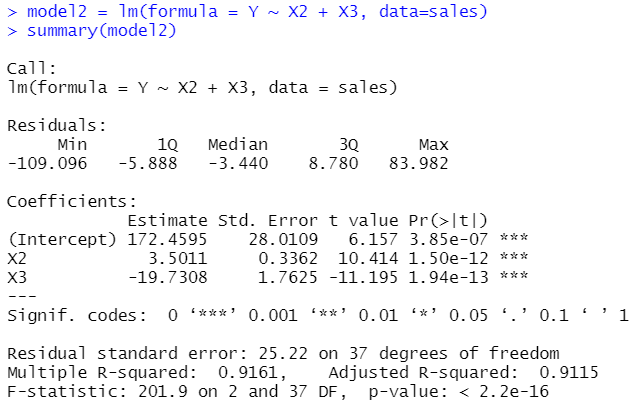 > model2 = lm(formula = Y ~ X2 + X3, data=sales)
> summary(model2)
Call:
lm(formula = Y ~ X2 + X3, data = sales)
Residuals:
Min 1Q Median 3Q Max
-109.096 -5.888 -3.440 8.780 83.982
Coefficients:
Estimate Std. Error t value Pr(>|t|)
(Intercept) 172.4595 28.0109 6.157 3.85e-07 ***
X2 3.5011 0.3362 10.414 1.50e-12 ***
X3 -19.7308 1.7625 -11.195 1.94e-13 ***
---
Signif. codes: 0 ‘***’ 0.001 ‘**’ 0.01 ‘*’ 0.05 ‘.’ 0.1 ‘ ’ 1
Residual standard error: 25.22 on 37 degrees of freedom
Multiple R-squared: 0.9161, Adjusted R-squared: 0.9115
F-statistic: 201.9 on 2 and 37 DF, p-value: < 2.2e-16